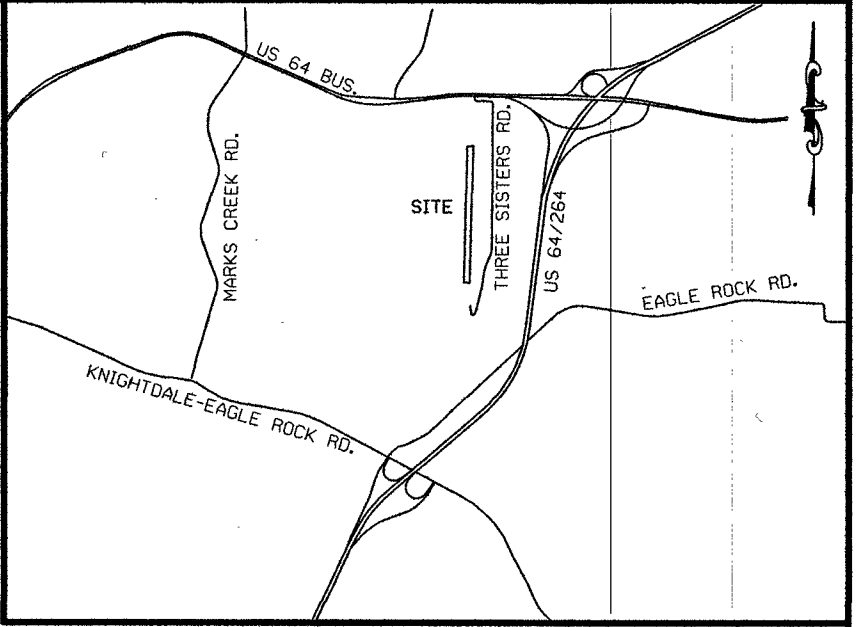 US 64 BUS.
MARKS CREEK RD.
SITE
THREE SISTERS RD.
US 64/264
EAGLE ROCK RD.
KNIGHTDALE-EAGLE ROCK RD.